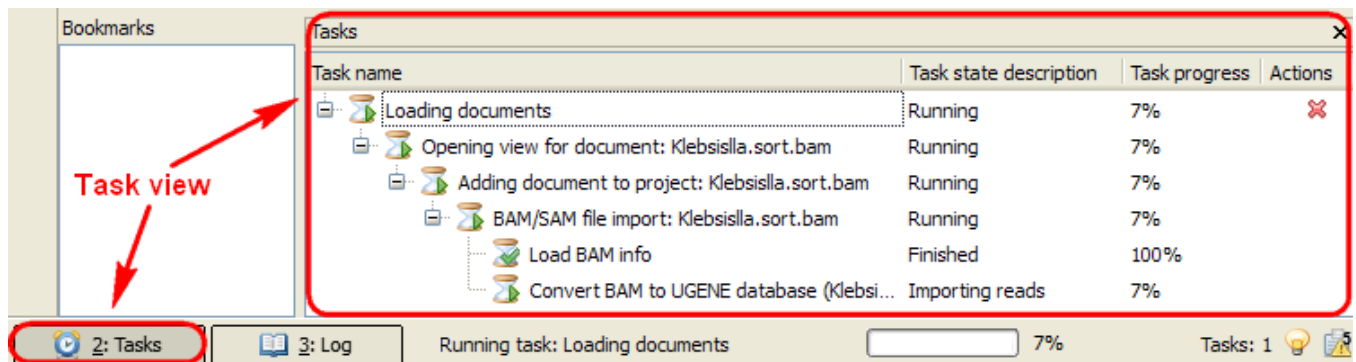 Bookmarks
Tasks
Task name Task state description Task progress Actions
Loading documents Running 7%
Opening view for document: Klebsislla.sort.bam Running 7%
Adding document to project: Klebsislla.sort.bam Running 7%
BAM/SAM file import: Klebsislla.sort.bam Running 7%
Load BAM info Finished 100%
Convert BAM to UGENE database (Klebsi... Importing reads 7%
Task view
2: Tasks 3: Log Running task: Loading documents 7% Tasks: 1 5